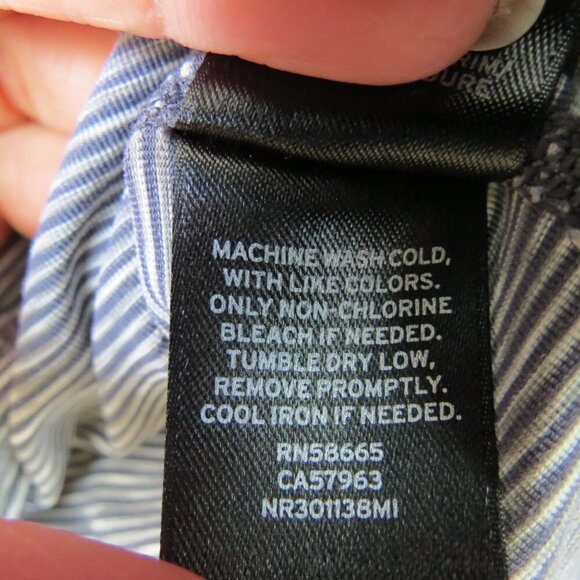 MACHINE WASH COLD,
WITH LIKE COLORS.
ONLY NON-CHLORINE
BLEACH IF NEEDED.
TUMBLE DRY LOW,
REMOVE PROMPTLY.
COOL IRON IF NEEDED.
RN58665
CA57963
NR301138MI